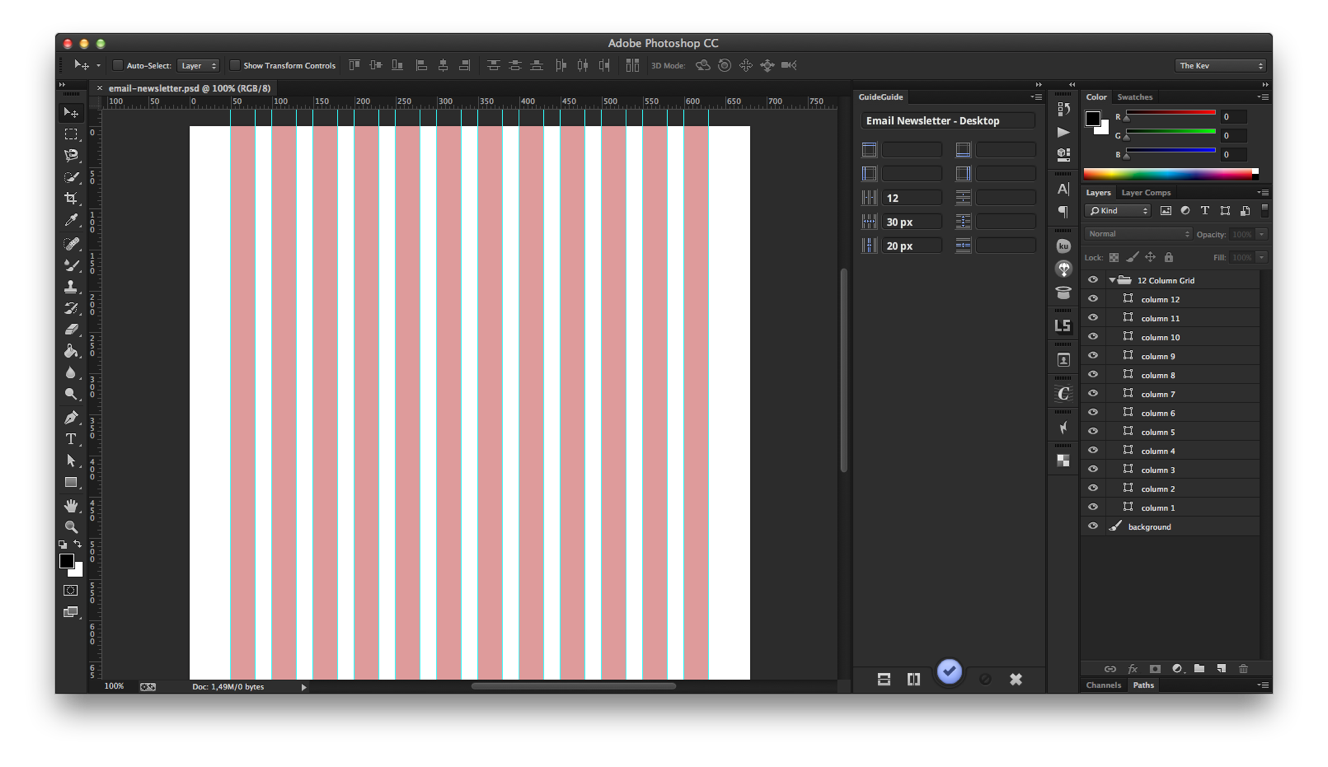 Adobe Photoshop CC
Auto-Select: Layer Show Transform Controls 3D Mode: The Kev
× email-newsletter.psd @ 100% (RGB/8)
100 50 0 50 100 150 200 250 300 350 400 450 500 550 600 650 700 750
0
50
100
150
200
250
300
350
400
450
500
550
600
65
GuideGuide
Email Newsletter - Desktop
12
30 px
20 px
A|
ku
LS
C
Color Swatches
R 0
G 0
B 0
Layers Layer Comps
Kind
Normal Opacity: 100%
Lock: Fill: 100%
12 Column Grid
column 12
column 11
column 10
column 9
column 8
column 7
column 6
column 5
column 4
column 3
column 2
column 1
background
fx
Channels Paths
100% Doc: 1,49M/0 bytes